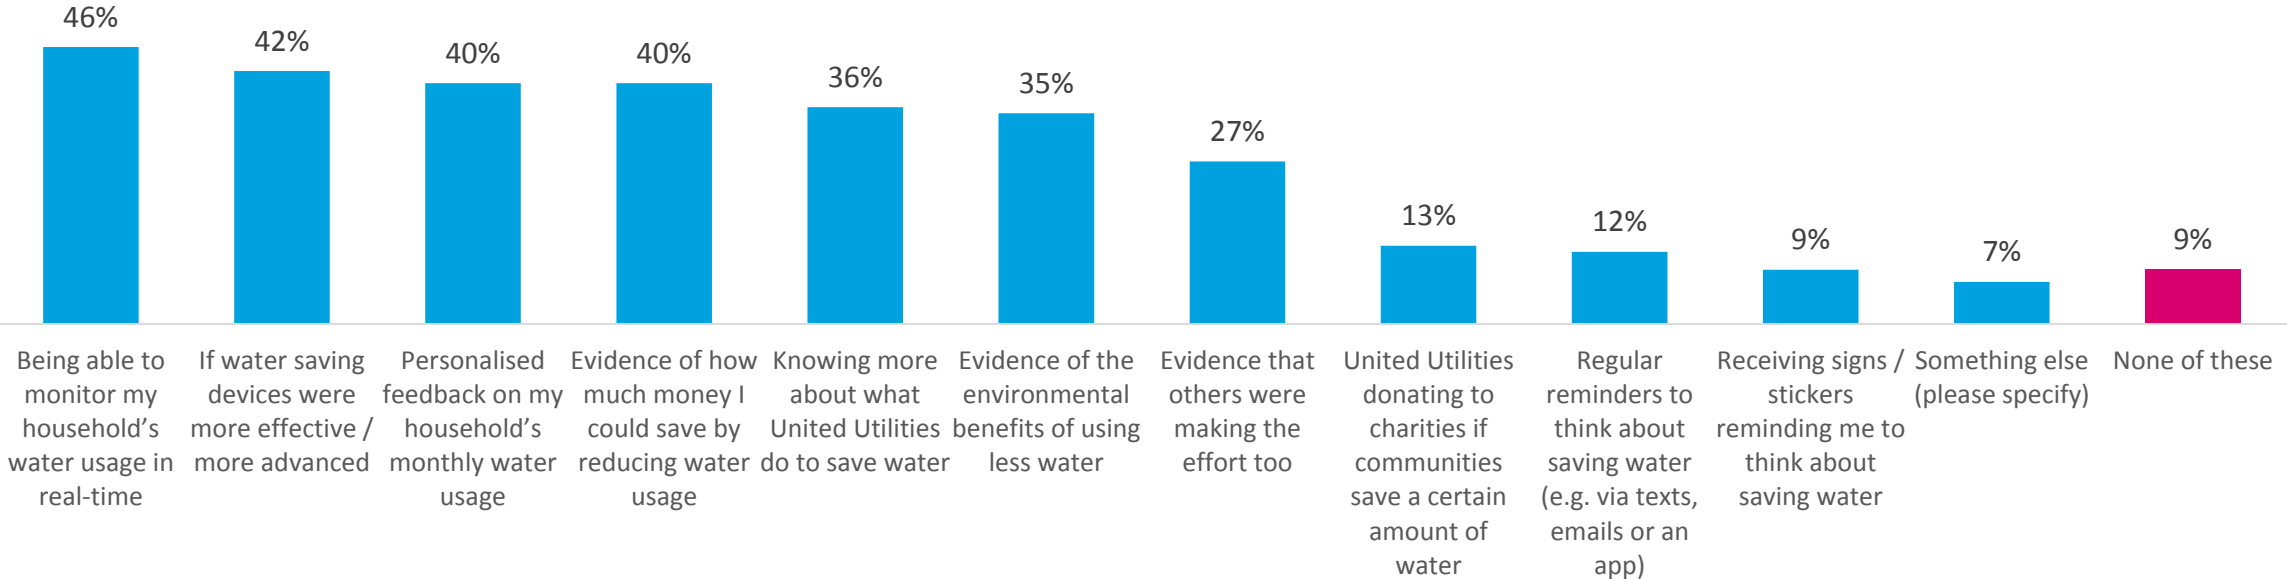 46%
42%
40%
40%
36%
35%
27%
13%
12%
9%
7%
9%
Being able to
monitor my
household’s
water usage in
real-time
If water saving
devices were
more effective /
more advanced
Personalised
feedback on my
household’s
monthly water
usage
Evidence of how
much money I
could save by
reducing water
usage
Knowing more
about what
United Utilities
do to save water
Evidence of the
environmental
benefits of using
less water
Evidence that
others were
making the
effort too
United Utilities
donating to
charities if
communities
save a certain
amount of
water
Regular
reminders to
think about
saving water
(e.g. via texts,
emails or an
app)
Receiving signs /
stickers
reminding me to
think about
saving water
Something else
(please specify)
None of these